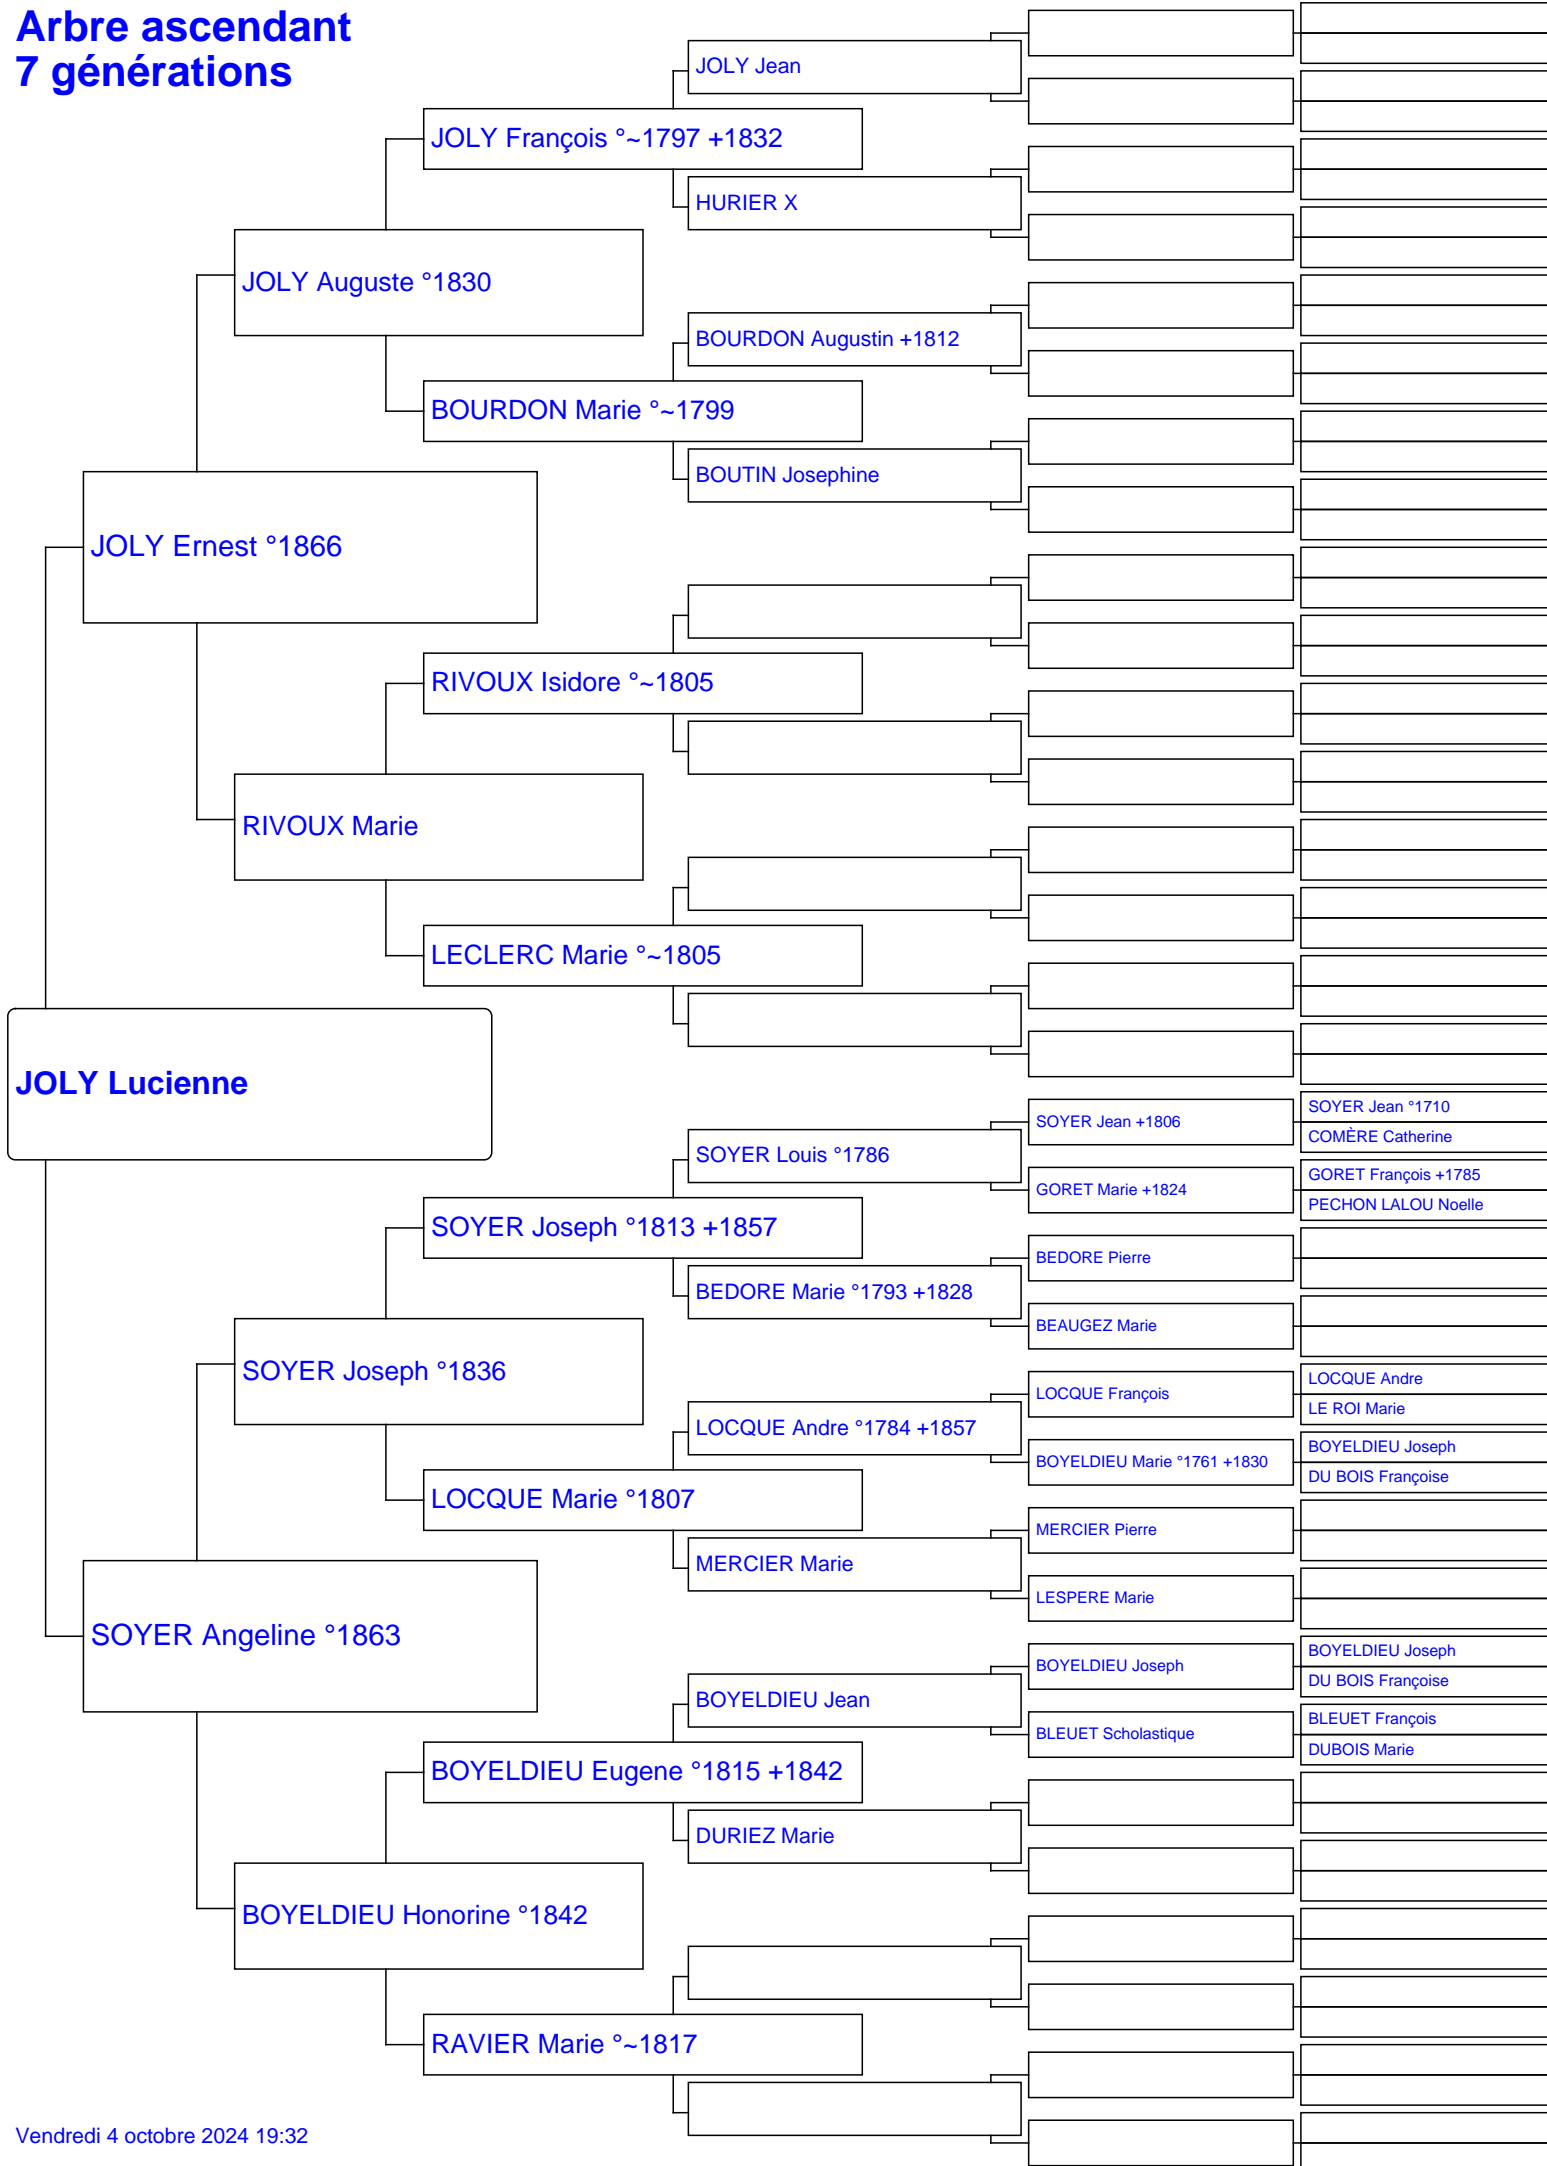 Arbre ascendant
7 générations
JOLY Jean
JOLY François °~1797 +1832
HURIER X
JOLY Auguste °1830
BOURDON Augustin +1812
BOURDON Marie °~1799
BOUTIN Josephine
JOLY Ernest °1866
RIVOUX Isidore °~1805
RIVOUX Marie
LECLERC Marie °~1805
JOLY Lucienne
SOYER Jean °1710
SOYER Jean +1806
COMÈRE Catherine
SOYER Louis °1786
GORET François +1785
GORET Marie +1824
PECHON LALOU Noelle
SOYER Joseph °1813 +1857
BEDORE Pierre
BEDORE Marie °1793 +1828
BEAUGEZ Marie
SOYER Joseph °1836
LOCQUE Andre
LOCQUE François
LE ROI Marie
LOCQUE Andre °1784 +1857
BOYELDIEU Joseph
BOYELDIEU Marie °1761 +1830
DU BOIS Françoise
LOCQUE Marie °1807
MERCIER Pierre
MERCIER Marie
LESPERE Marie
SOYER Angeline °1863
BOYELDIEU Joseph
BOYELDIEU Joseph
DU BOIS Françoise
BOYELDIEU Jean
BLEUET François
BLEUET Scholastique
DUBOIS Marie
BOYELDIEU Eugene °1815 +1842
DURIEZ Marie
BOYELDIEU Honorine °1842
RAVIER Marie °~1817
Vendredi 4 octobre 2024 19:32